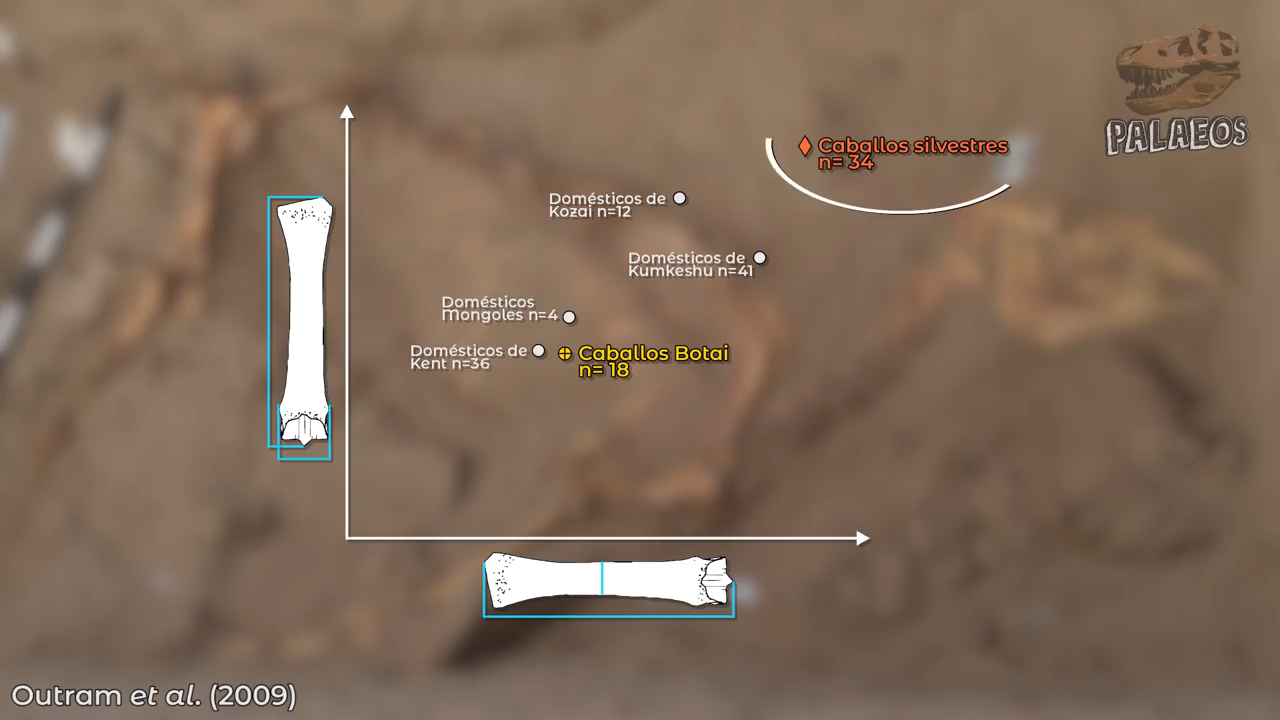 PALAEOS
Caballos silvestres
n= 34
Domésticos de
Kozai n=12
Domésticos de
Kumkeshu n=41
Domésticos
Mongoles n=4
Domésticos de
Kent n=36
Caballos Botai
n= 18
Outram et al. (2009)